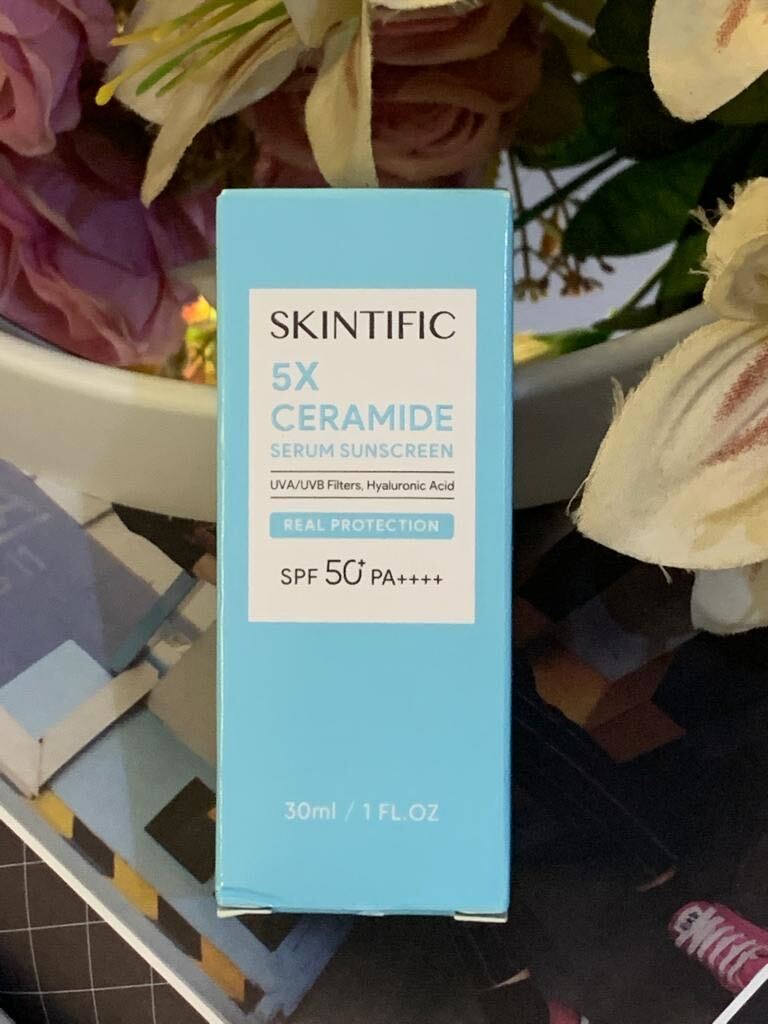 SKINTIFIC
5X
CERAMIDE
SERUM SUNSCREEN
UVA/UVB Filters, Hyaluronic Acid
REAL PROTECTION
SPF 50+ PA++++
30ml / 1 FL.OZ